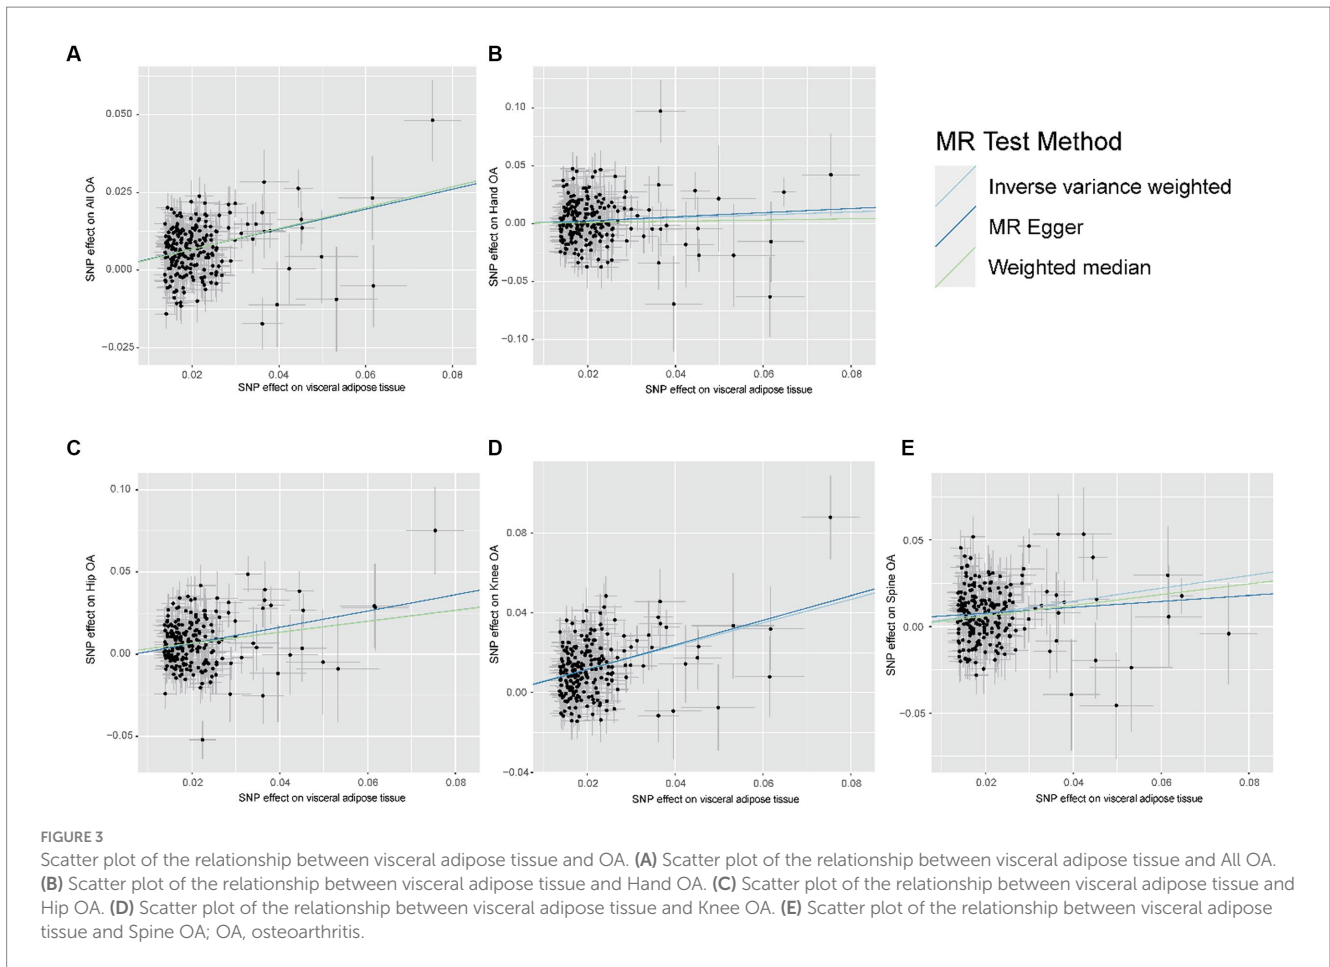 A
0.050
0.025
0.000
−0.025
SNP effect on All OA
0.02 0.04 0.06 0.08
SNP effect on visceral adipose tissue
B
0.10
0.05
0.00
−0.05
−0.10
SNP effect on Hand OA
0.02 0.04 0.06 0.08
SNP effect on visceral adipose tissue
MR Test Method
Inverse variance weighted
MR Egger
Weighted median
C
0.10
0.05
0.00
−0.05
SNP effect on Hip OA
0.02 0.04 0.06 0.08
SNP effect on visceral adipose tissue
D
0.08
0.04
0.00
−0.04
SNP effect on Knee OA
0.02 0.04 0.06 0.08
SNP effect on visceral adipose tissue
E
0.05
0.00
−0.05
SNP effect on Spine OA
0.02 0.04 0.06 0.08
SNP effect on visceral adipose tissue
FIGURE 3
Scatter plot of the relationship between visceral adipose tissue and OA. (A) Scatter plot of the relationship between visceral adipose tissue and All OA.
(B) Scatter plot of the relationship between visceral adipose tissue and Hand OA. (C) Scatter plot of the relationship between visceral adipose tissue and
Hip OA. (D) Scatter plot of the relationship between visceral adipose tissue and Knee OA. (E) Scatter plot of the relationship between visceral adipose
tissue and Spine OA; OA, osteoarthritis.